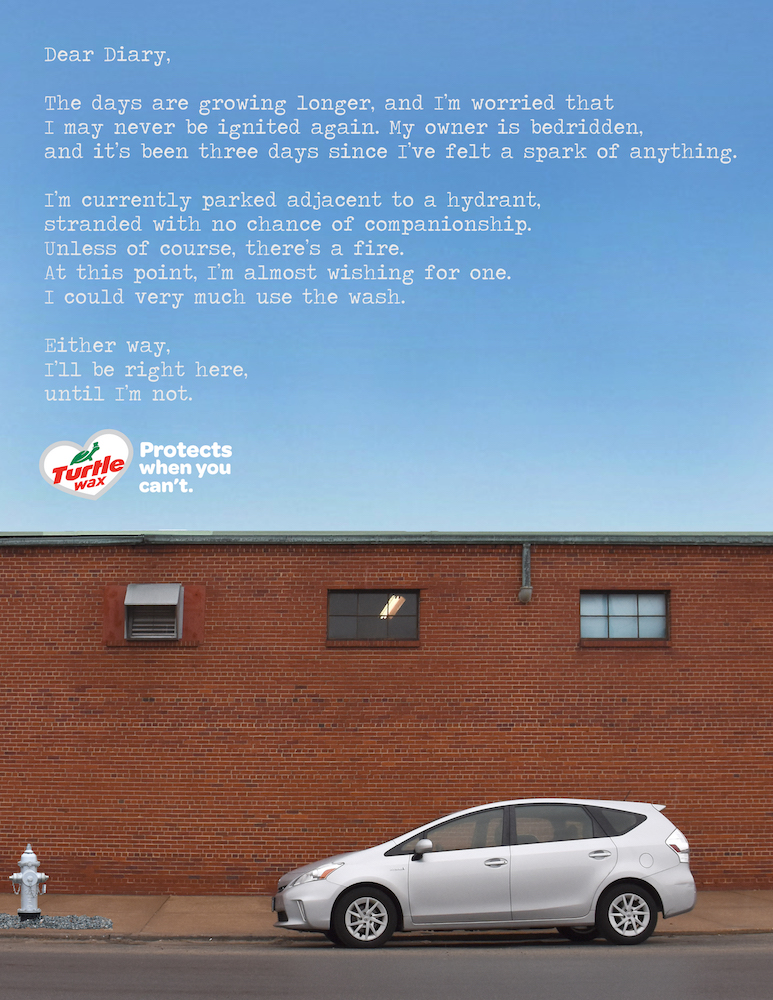 Dear Diary,
The days are growing longer, and I'm worried that
I may never be ignited again. My owner is bedridden,
and it's been three days since I've felt a spark of anything.
I'm currently parked adjacent to a hydrant,
stranded with no chance of companionship.
Unless of course, there's a fire.
At this point, I'm almost wishing for one.
I could very much use the wash.
Either way,
I'll be right here,
until I'm not.
Turtle
wax
Protects
when you
can't.